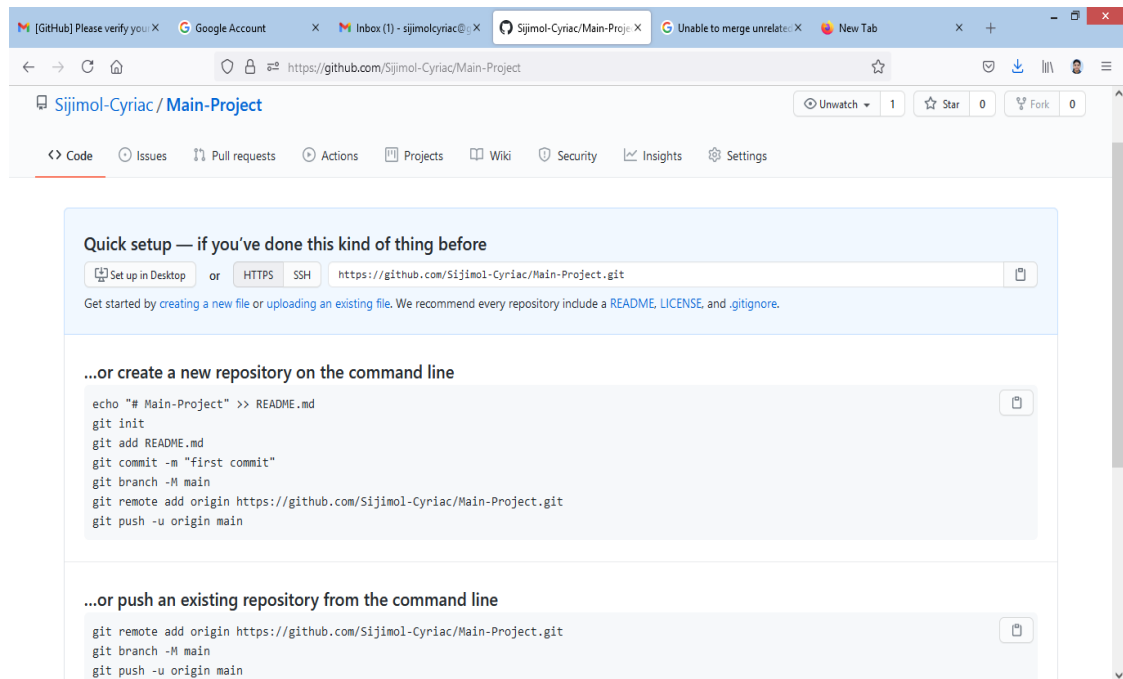 [GitHub] Please verify your
Google Account
Inbox (1) - sijimolcyriac@g
Sijimol-Cyriac/Main-Proje
Unable to merge unrelated
New Tab
https://github.com/Sijimol-Cyriac/Main-Project
Sijimol-Cyriac / Main-Project
Unwatch 1
Star 0
Fork 0
<> Code
Issues
Pull requests
Actions
Projects
Wiki
Security
Insights
Settings
Quick setup — if you've done this kind of thing before
Set up in Desktop or HTTPS SSH https://github.com/Sijimol-Cyriac/Main-Project.git
Get started by creating a new file or uploading an existing file. We recommend every repository include a README, LICENSE, and .gitignore.
...or create a new repository on the command line
echo "# Main-Project" >> README.md
git init
git add README.md
git commit -m "first commit"
git branch -M main
git remote add origin https://github.com/Sijimol-Cyriac/Main-Project.git
git push -u origin main
...or push an existing repository from the command line
git remote add origin https://github.com/Sijimol-Cyriac/Main-Project.git
git branch -M main
git push -u origin main